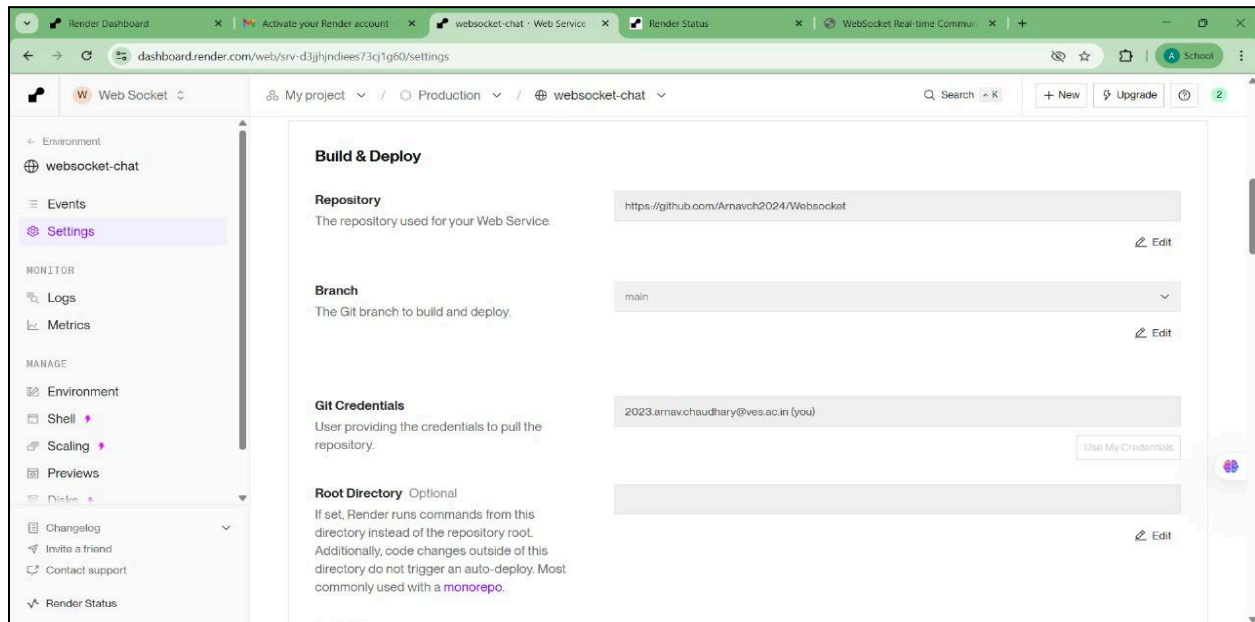 Render Dashboard
Activate your Render account -
websocket-chat · Web Service
Render Status
WebSocket Real-time Commun
dashboard.render.com/web/srv-d3jjhjndiees73cj1g60/settings
A School
W Web Socket
My project / Production / websocket-chat
Search ^ K
+ New
Upgrade
2
← Environment
websocket-chat
Events
Settings
MONITOR
Logs
Metrics
MANAGE
Environment
Shell
Scaling
Previews
Disks
Changelog
Invite a friend
Contact support
Render Status
Build & Deploy
Repository
The repository used for your Web Service.
https://github.com/Arnavch2024/Websocket
Edit
Branch
The Git branch to build and deploy.
main
Edit
Git Credentials
User providing the credentials to pull the
repository.
2023.arnav.chaudhary@ves.ac.in (you)
Use My Credentials
Root Directory Optional
If set, Render runs commands from this
directory instead of the repository root.
Additionally, code changes outside of this
directory do not trigger an auto-deploy. Most
commonly used with a monorepo.
Edit